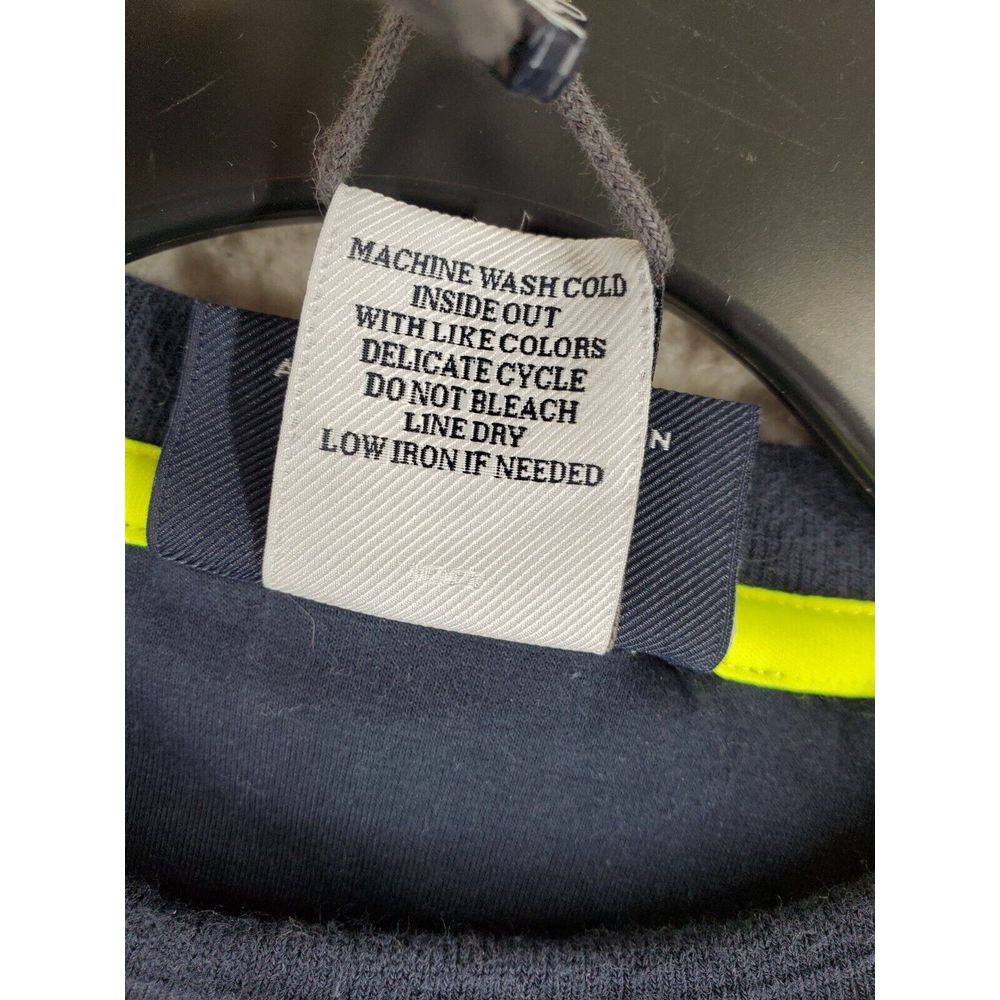 MACHINE WASH COLD
INSIDE OUT
WITH LIKE COLORS
DELICATE CYCLE
DO NOT BLEACH
LINE DRY
LOW IRON IF NEEDED
N